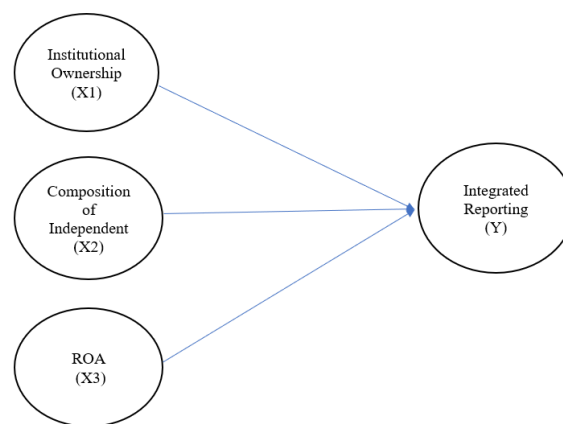 Institutional
Ownership
(X1)
Composition
of
Independent
(X2)
ROA
(X3)
Integrated
Reporting
(Y)